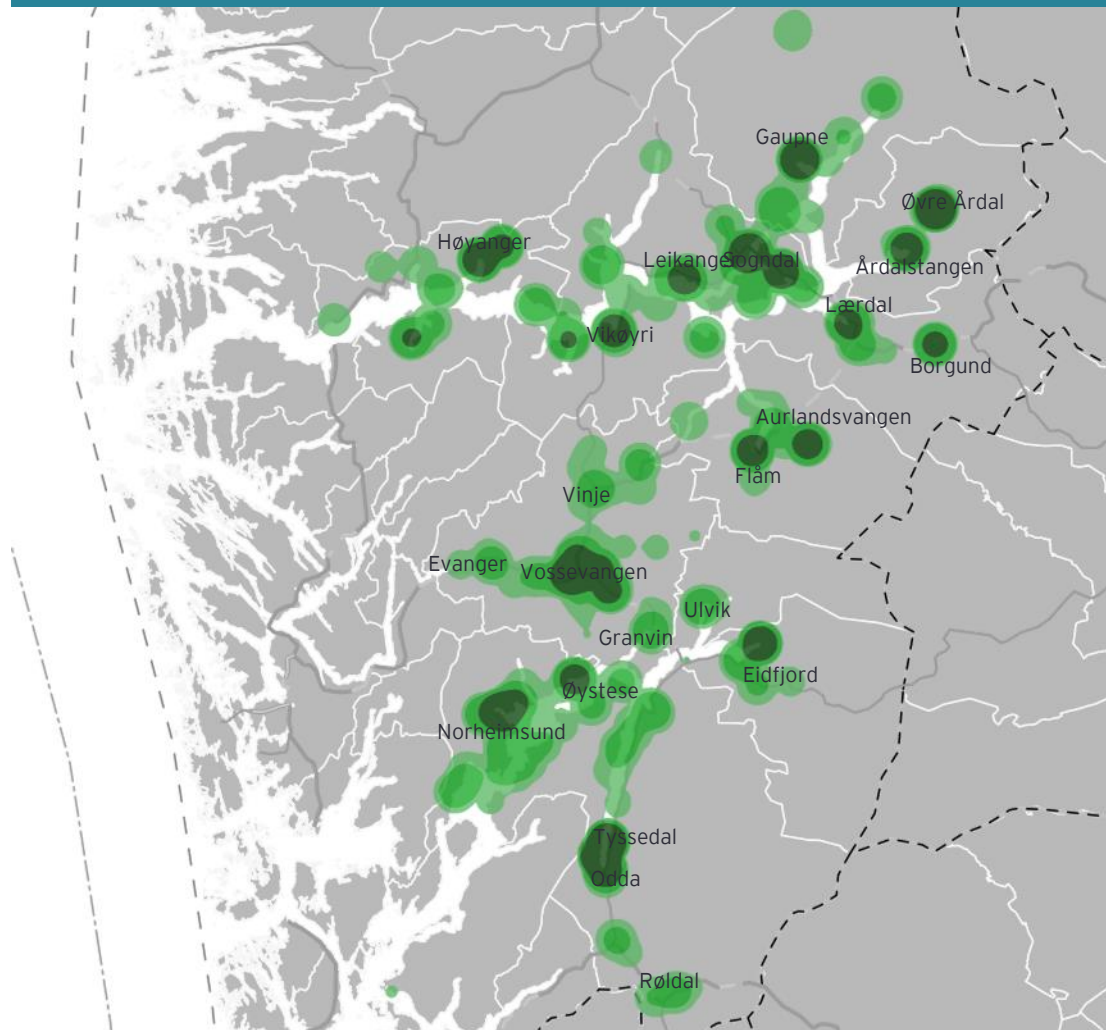 Gaupne
Øvre Årdal
Høyanger
Leikanger
Sogndal
Årdalstangen
Lærdal
Vikøyri
Borgund
Aurlandsvangen
Flåm
Vinje
Evanger
Vossevangen
Ulvik
Granvin
Eidfjord
Øystese
Norheimsund
Tyssedal
Odda
Røldal